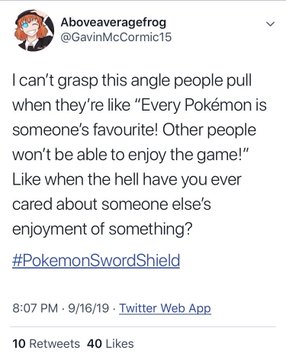 Aboveaveragefrog
@GavinMcCormic15
I can't grasp this angle people pull
when they're like “Every Pokémon is
someone's favourite! Other people
won't be able to enjoy the game!”
Like when the hell have you ever
cared about someone else's
enjoyment of something?
#PokemonSwordShield
8:07 PM · 9/16/19 · Twitter Web App
10 Retweets 40 Likes